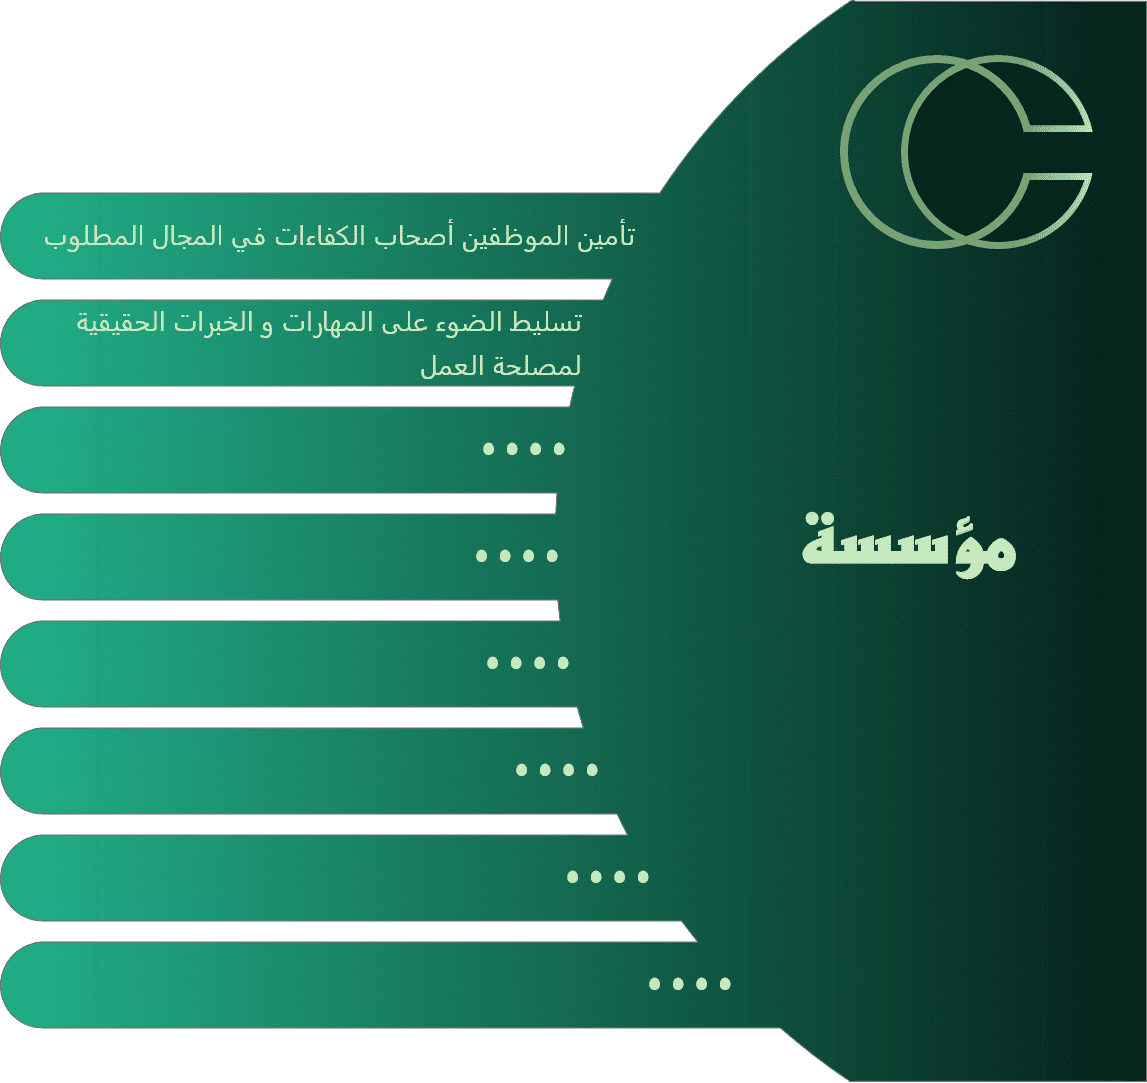 تأمين الموظفين أصحاب الكفاءات في المجال المطلوب
تسليط الضوء على المهارات و الخبرات الحقيقية
لمصلحة العمل
....
....
مؤسسة
....
....
....
....